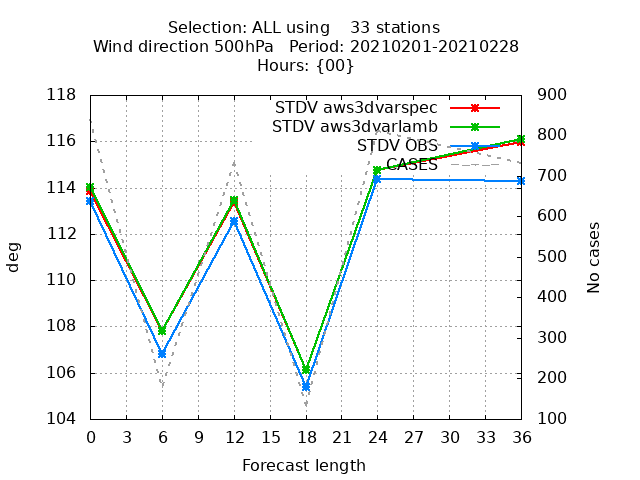 Selection: ALL using    33 stations
Wind direction 500hPa   Period: 20210201-20210228
Hours: {00}
STDV aws3dvarspec
STDV aws3dvarlamb
STDV OBS
CASES
deg
118
116
114
112
110
108
106
104
900
800
700
600
500
400
300
200
100
No cases
0 3 6 9 12 15 18 21 24 27 30 33 36
Forecast length